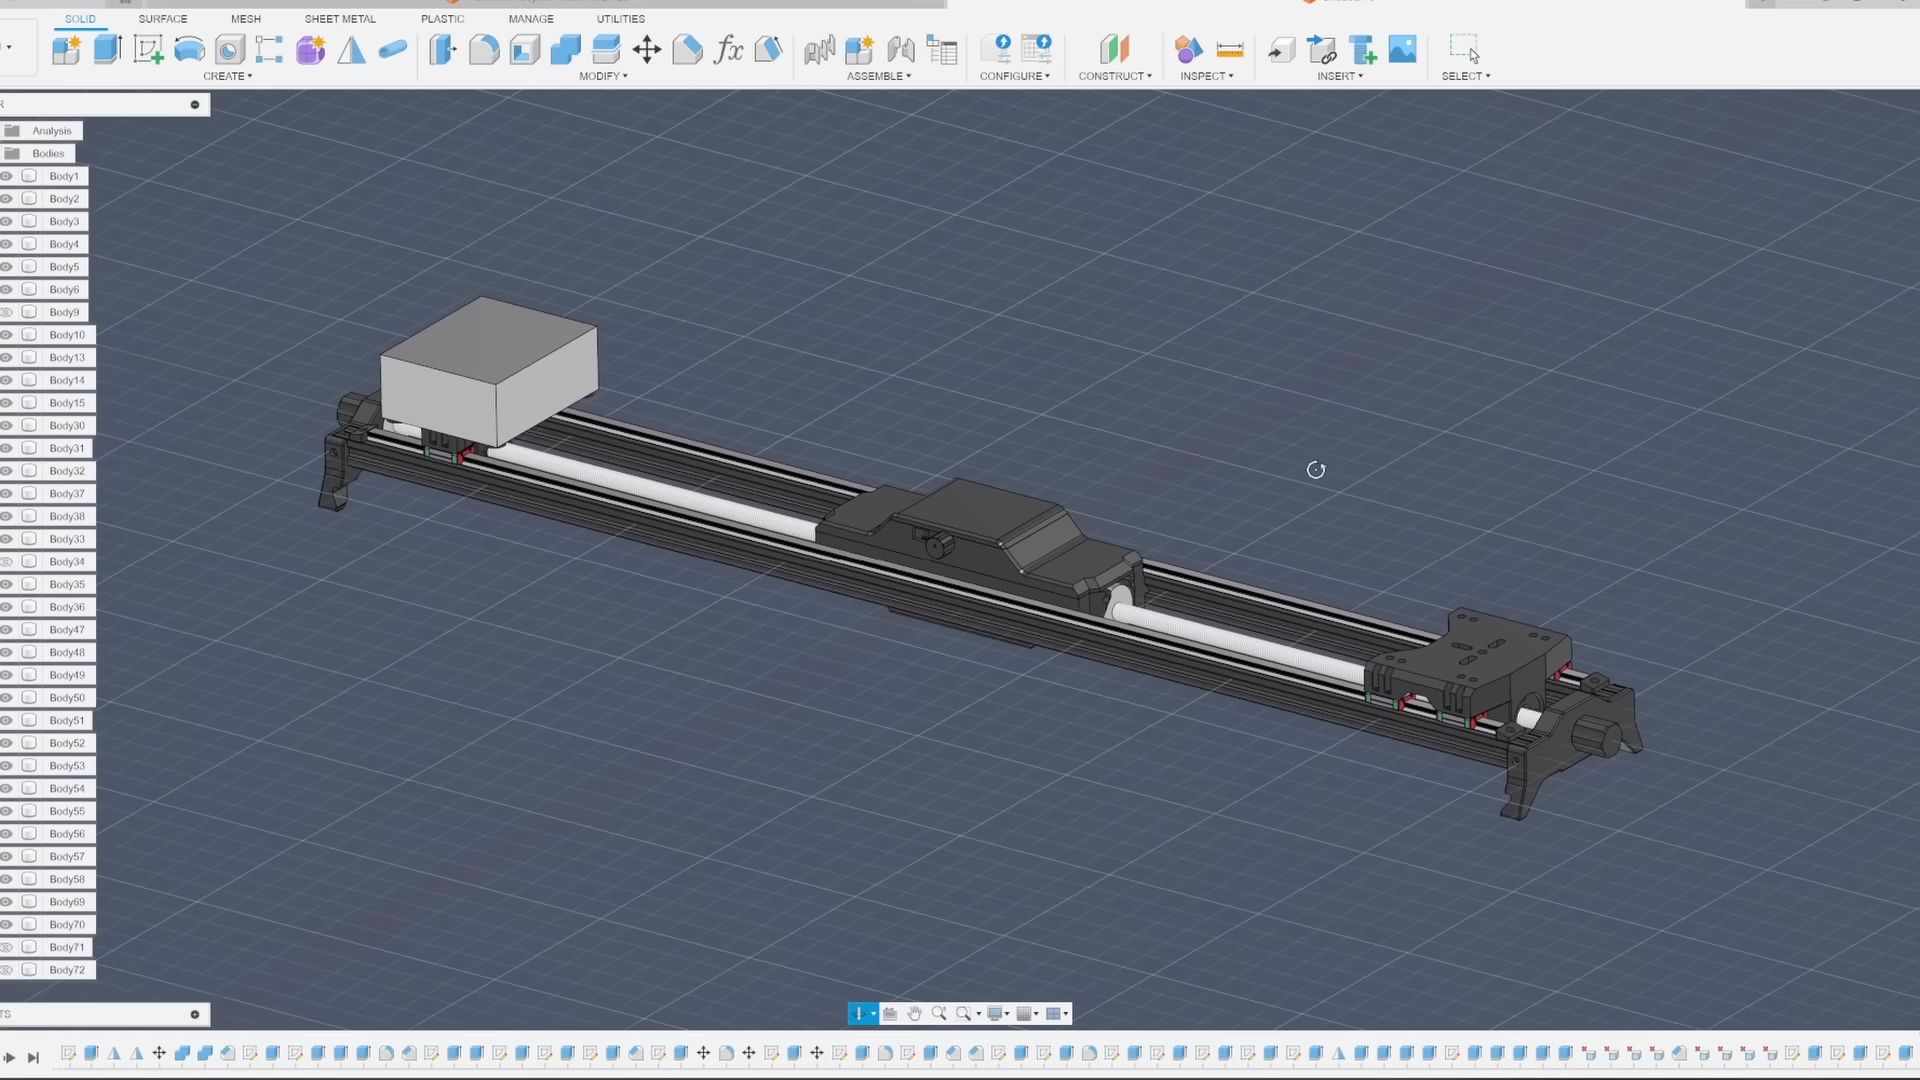 SOLID SURFACE MESH SHEET METAL PLASTIC MANAGE UTILITIES
CREATE MODIFY ASSEMBLE CONFIGURE CONSTRUCT INSPECT INSERT SELECT
R
Analysis
Bodies
Body1
Body2
Body3
Body4
Body5
Body6
Body9
Body10
Body13
Body14
Body15
Body30
Body31
Body32
Body37
Body38
Body33
Body34
Body35
Body36
Body47
Body48
Body49
Body50
Body51
Body52
Body53
Body54
Body55
Body56
Body57
Body58
Body69
Body70
Body71
Body72
TS